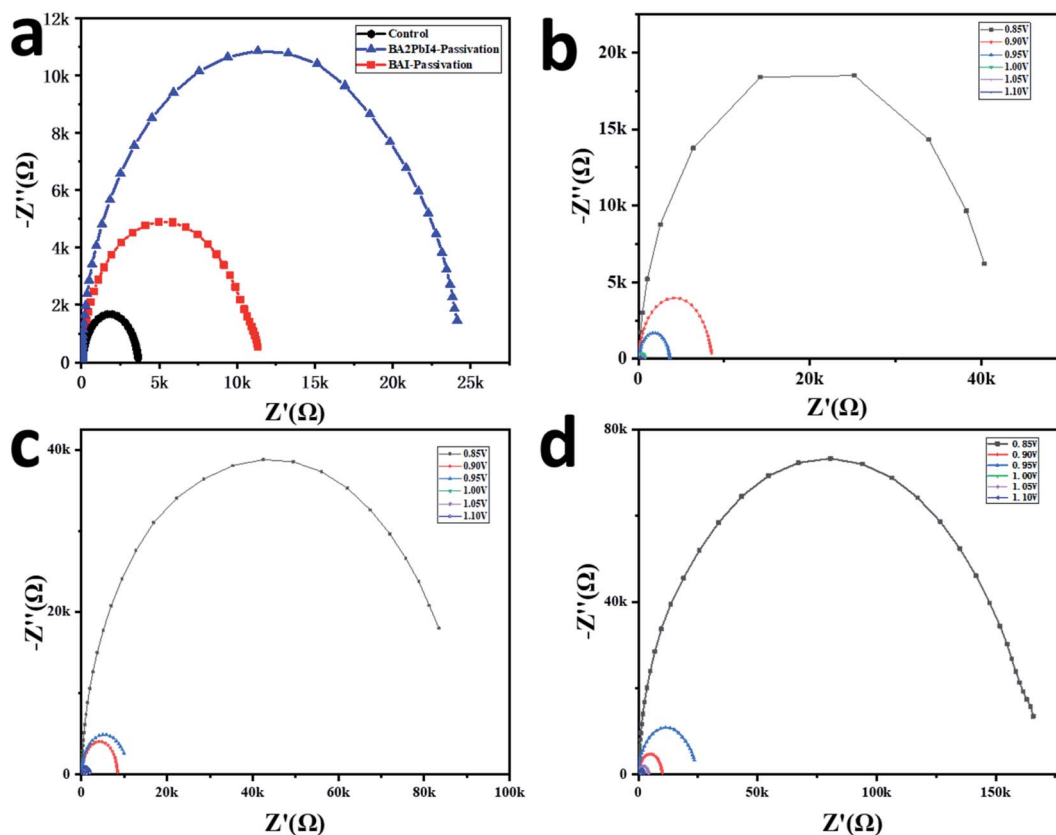 a
12k
10k
8k
6k
4k
2k
0
-Z''(Ω)
Control
BA2PbI4-Passivation
BAI-Passivation
0
5k
10k
15k
20k
25k
Z'(Ω)
b
20k
15k
10k
5k
0
-Z''(Ω)
0.85V
0.90V
0.95V
1.00V
1.05V
1.10V
0
20k
40k
Z'(Ω)
c
40k
20k
0
-Z''(Ω)
0.85V
0.90V
0.95V
1.00V
1.05V
1.10V
0
20k
40k
60k
80k
100k
Z'(Ω)
d
80k
40k
0
-Z''(Ω)
0.85V
0.90V
0.95V
1.00V
1.05V
1.10V
0
50k
100k
150k
Z'(Ω)